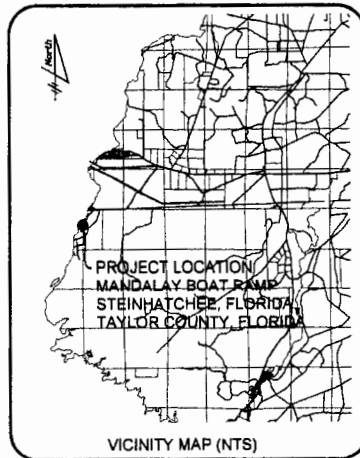 North
PROJECT LOCATION
MANDALAY BOAT RAMP
STEINHATCHEE, FLORIDA
TAYLOR COUNTY, FLORIDA
VICINITY MAP (NTS)